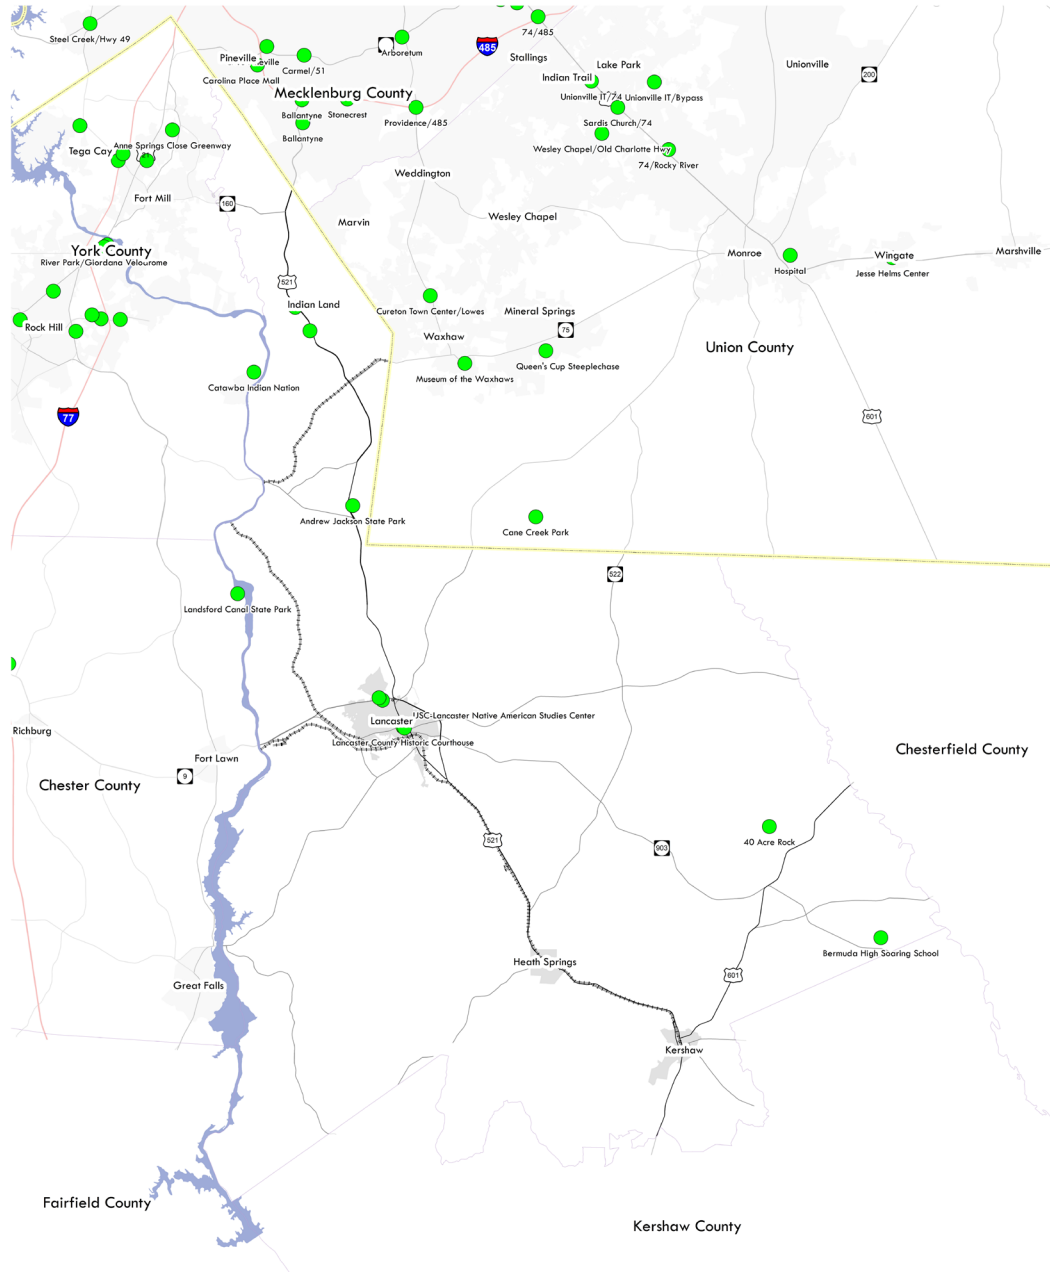 74/485
Steel Creek/Hwy 49
485
Arboretum
Stallings
Pineville
Carmel/51
Lake Park
Unionville
200
Carolina Place Mall
Indian Trail
Mecklenburg County
Unionville IT/74
Unionville IT/Bypass
Ballantyne
Stonecrest
Providence/485
Sardis Church/74
Ballantyne
Anne Springs Close Greenway
Tega Cay
21
Wesley Chapel/Old Charlotte Hwy
74/Rocky River
Weddington
Fort Mill
160
Marvin
Wesley Chapel
York County
River Park/Giordana Velodrome
Monroe
Wingate
Marshville
Hospital
Jesse Helms Center
521
Indian Land
Cureton Town Center/Lowes
Mineral Springs
Rock Hill
75
Waxhaw
Union County
Queen's Cup Steeplechase
Museum of the Waxhaws
Catawba Indian Nation
77
601
Andrew Jackson State Park
Cane Creek Park
522
Landsford Canal State Park
Lancaster
USC-Lancaster Native American Studies Center
Richburg
Lancaster County Historic Courthouse
Chesterfield County
Fort Lawn
9
Chester County
521
903
40 Acre Rock
Bermuda High Soaring School
Heath Springs
601
Great Falls
Kershaw
Fairfield County
Kershaw County